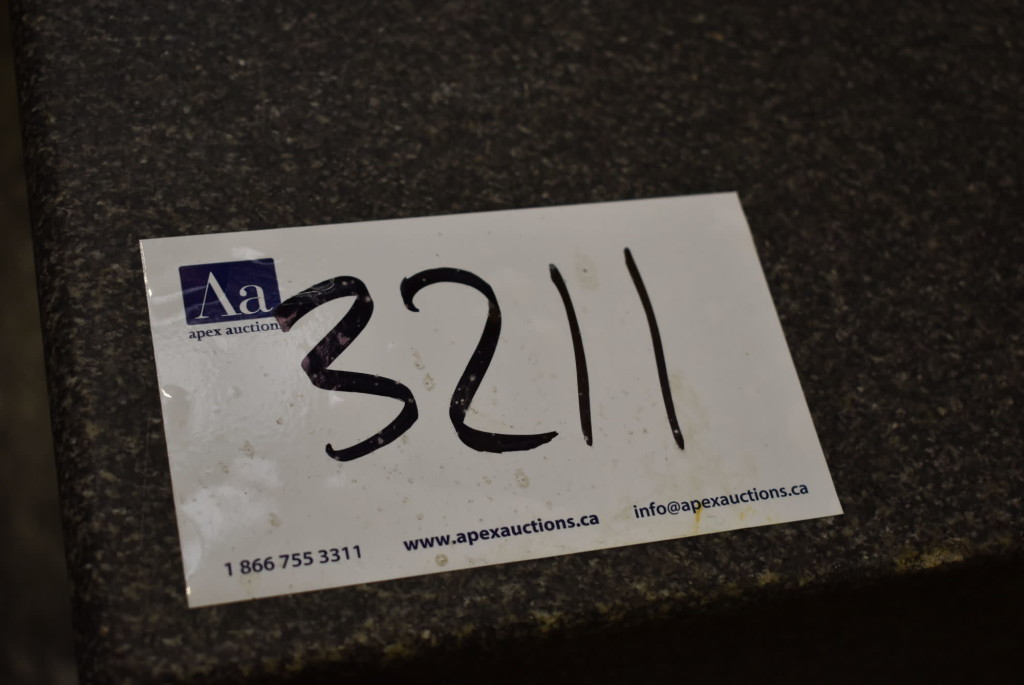 Aa
apex auctions
3211
1 866 755 3311
www.apexauctions.ca
info@apexauctions.ca